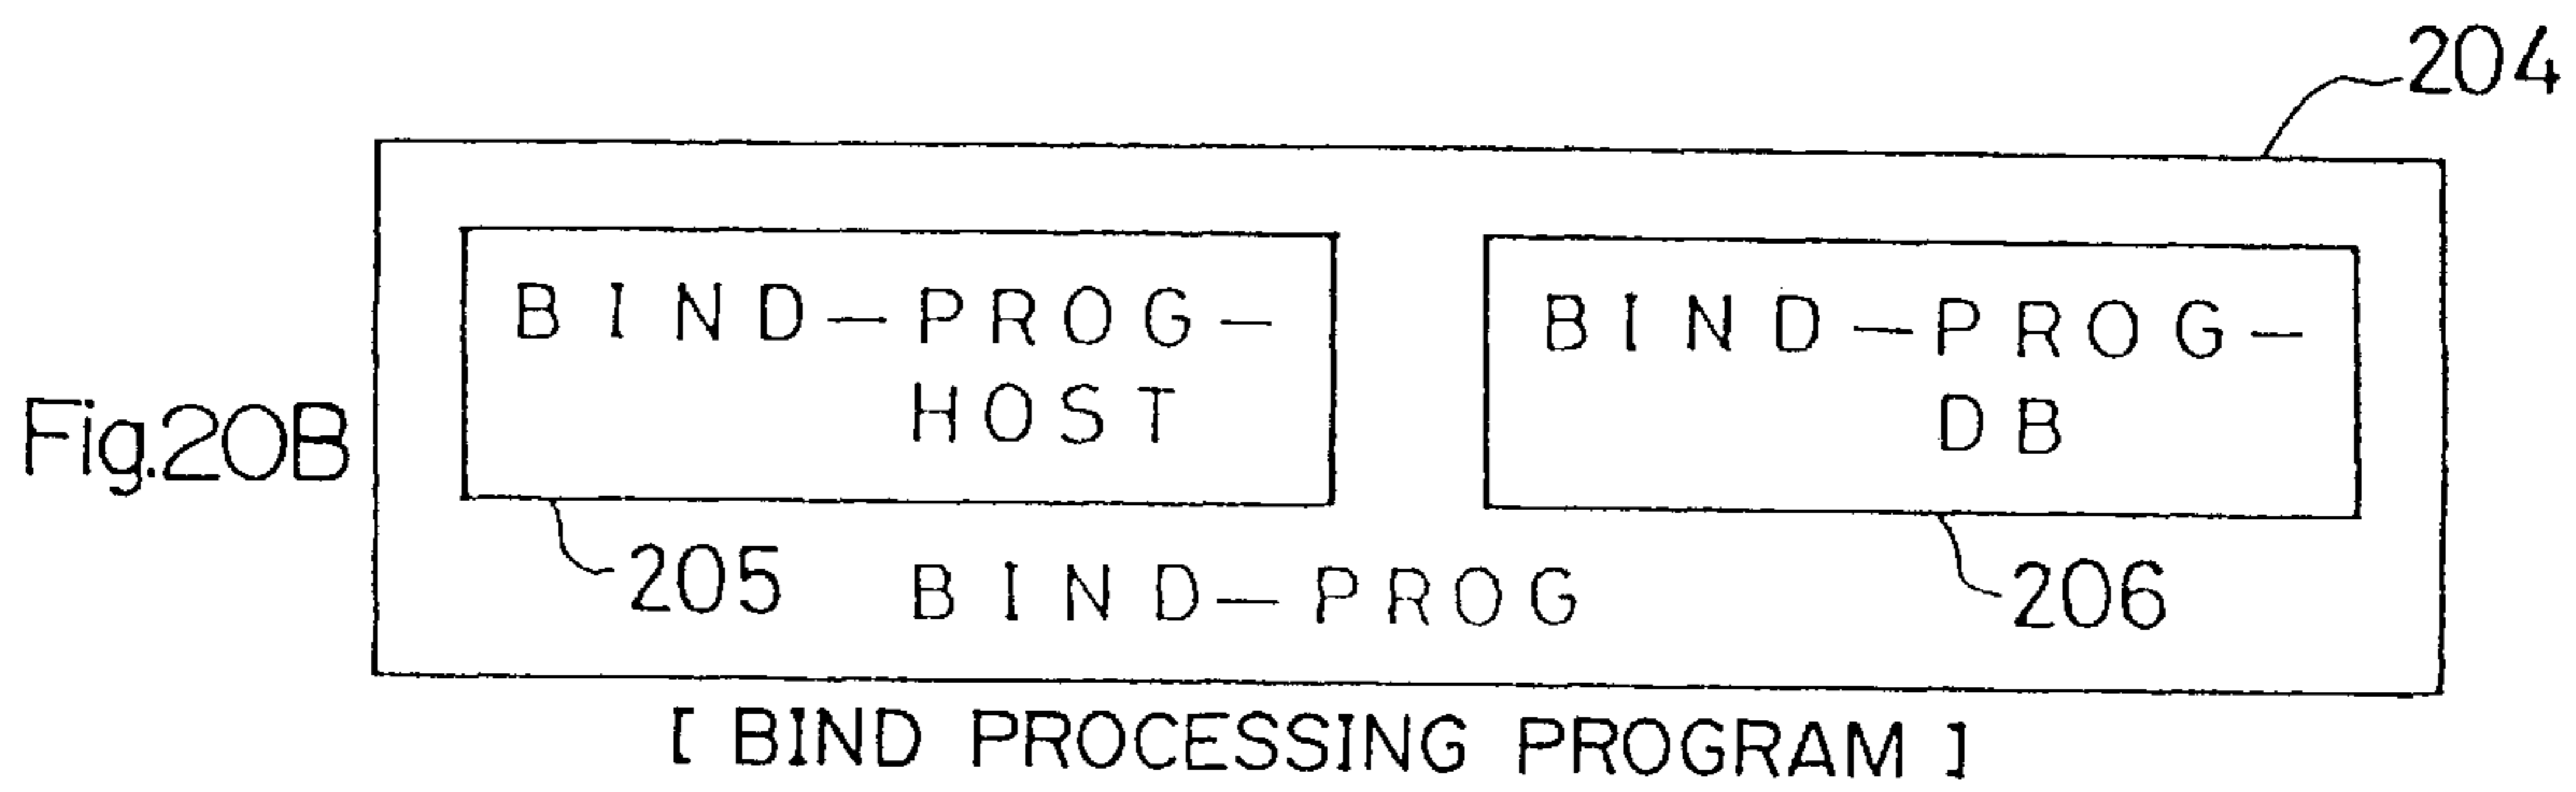 204
BIND-PROG-
HOST
BIND-PROG-
DB
Fig.20B
205
BIND-PROG
206
[ BIND PROCESSING PROGRAM ]